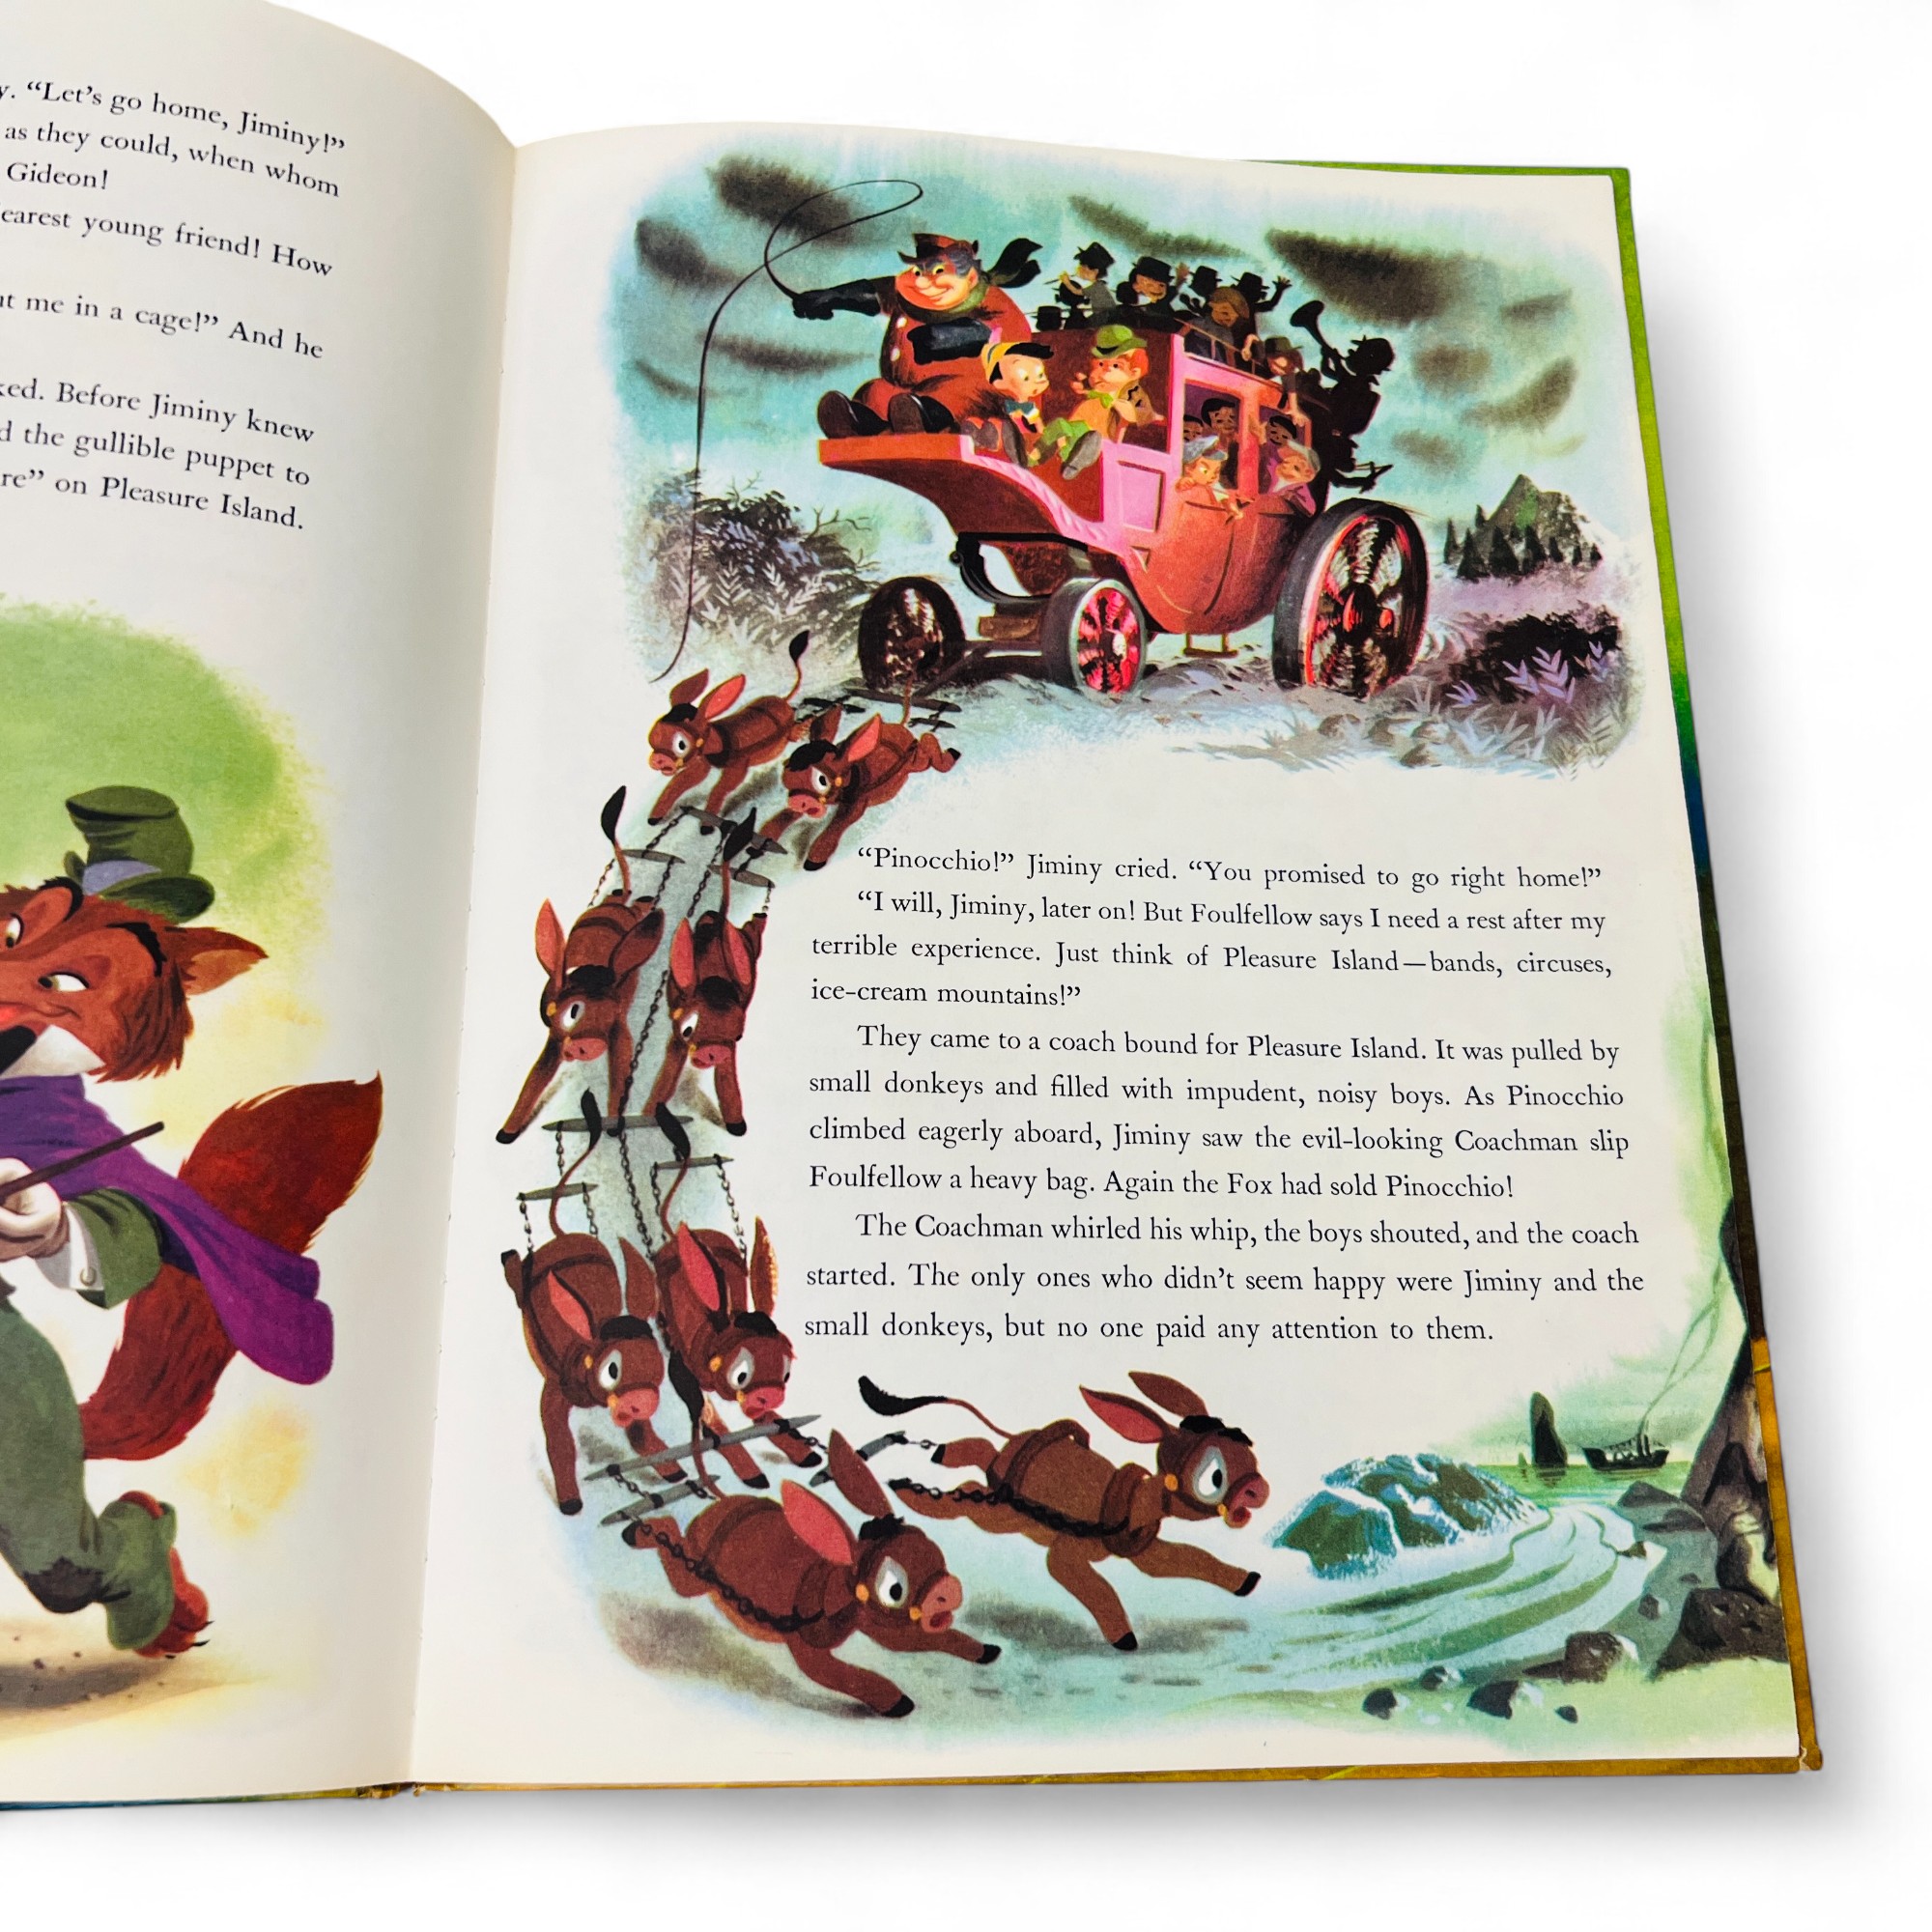 y. “Let’s go home, Jiminy!”
as they could, when whom
Gideon!
earest young friend! How
me in a cage!” And he
ked. Before Jiminy knew
d the gullible puppet to
re” on Pleasure Island.
“Pinocchio!” Jiminy cried. “You promised to go right home!”
“I will, Jiminy, later on! But Foulfellow says I need a rest after my
terrible experience. Just think of Pleasure Island—bands, circuses,
ice-cream mountains!”
They came to a coach bound for Pleasure Island. It was pulled by
small donkeys and filled with impudent, noisy boys. As Pinocchio
climbed eagerly aboard, Jiminy saw the evil-looking Coachman slip
Foulfellow a heavy bag. Again the Fox had sold Pinocchio!
The Coachman whirled his whip, the boys shouted, and the coach
started. The only ones who didn’t seem happy were Jiminy and the
small donkeys, but no one paid any attention to them.